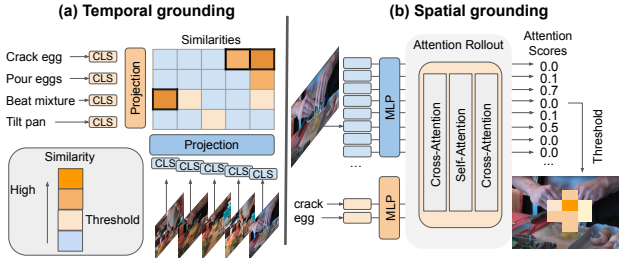 (a) Temporal grounding
Similarities
Crack egg
CLS
Pour eggs
CLS
Beat mixture
CLS
Tilt pan
CLS
Projection
Projection
CLS
CLS
CLS
CLS
CLS
Similarity
High
Threshold
(b) Spatial grounding
Attention Rollout
Attention
Scores
MLP
Cross-Attention
Self-Attention
Cross-Attention
0.0
0.1
0.7
0.0
0.1
0.5
0.0
0.0
...
Threshold
...
crack
egg
MLP